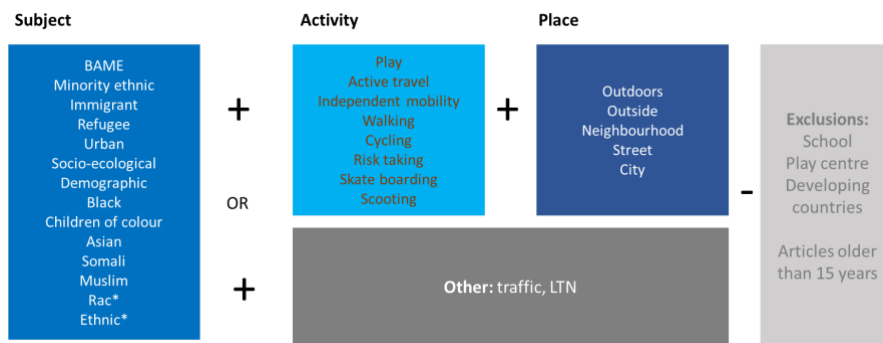 Subject
Activity
Place
BAME
Minority ethnic
Immigrant
Refugee
Urban
Socio-ecological
Demographic
Black
Children of colour
Asian
Somali
Muslim
Rac*
Ethnic*
+
OR
+
Play
Active travel
Independent mobility
Walking
Cycling
Risk taking
Skate boarding
Scooting
+
Outdoors
Outside
Neighbourhood
Street
City
Other: traffic, LTN
-
Exclusions:
School
Play centre
Developing
countries
Articles older
than 15 years